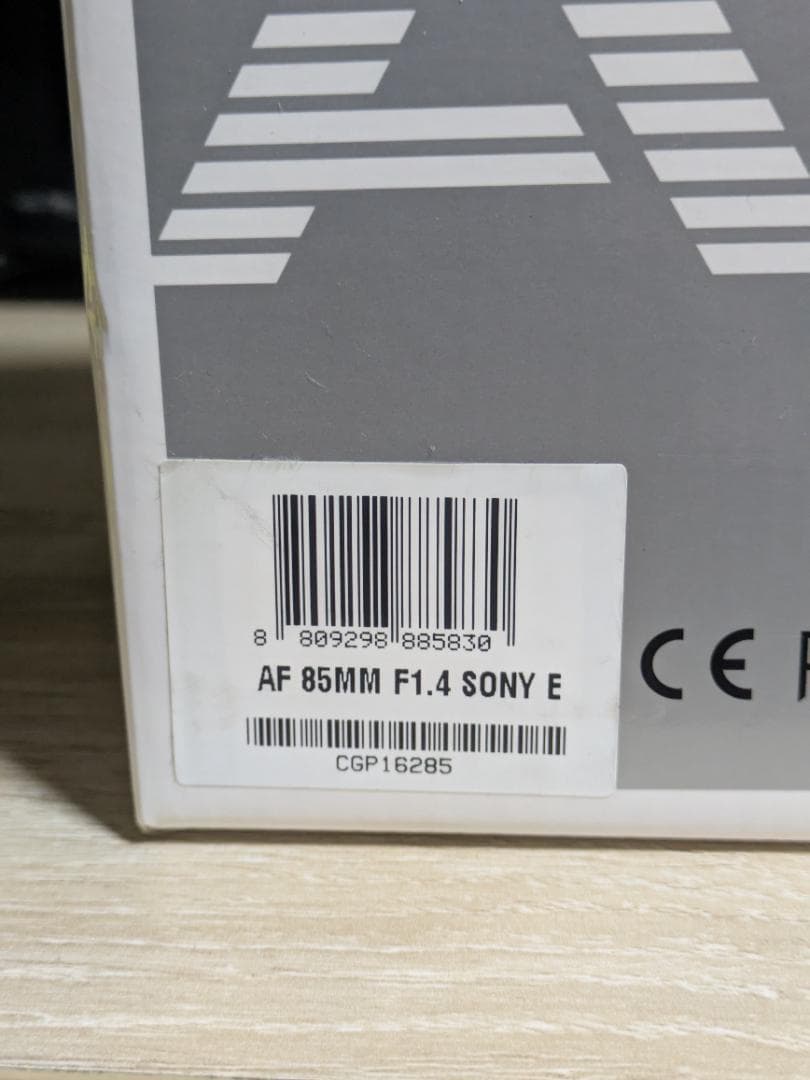 8 809298 885830
AF 85MM F1.4 SONY E
CGP16285
CE